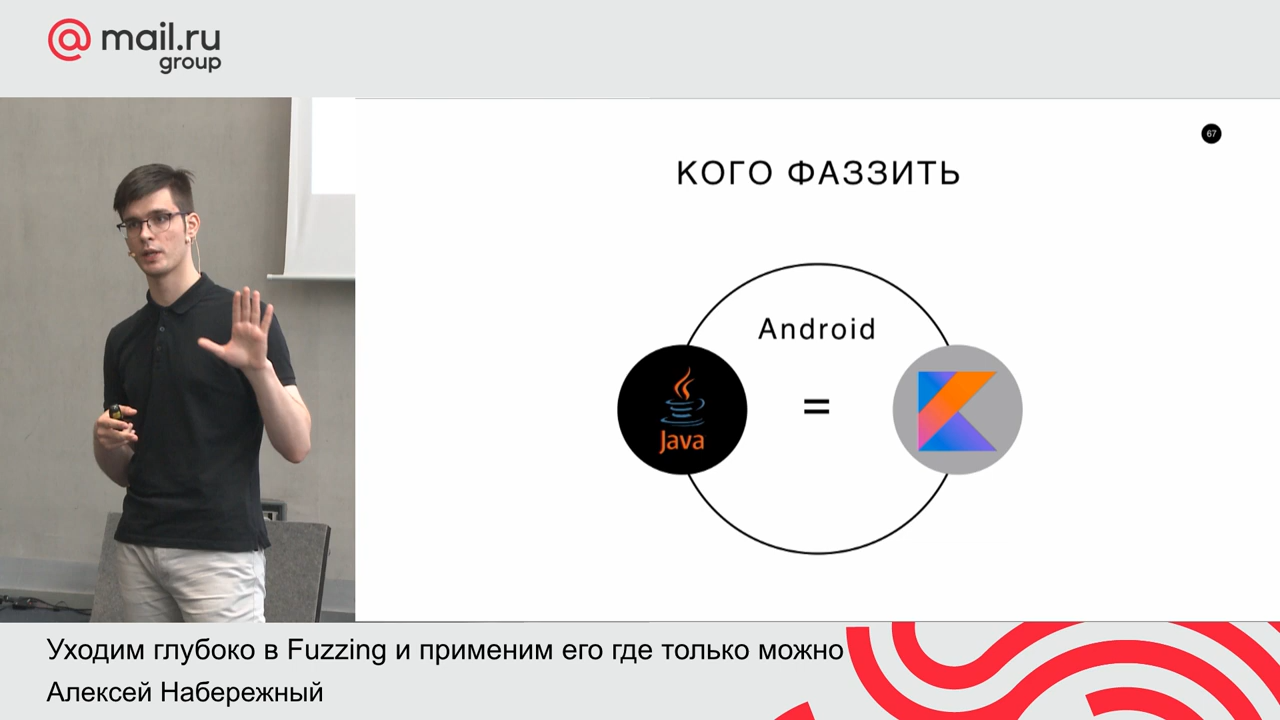 @ mail.ru
group
67
КОГО ФАЗЗИТЬ
Android
=
Java
Уходим глубоко в Fuzzing и применим его где только можно
Алексей Набережный